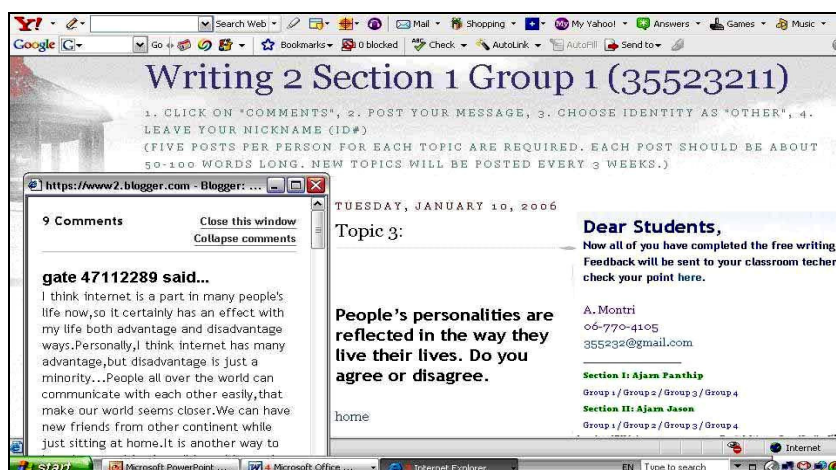 Search Web
Mail
Shopping
My Yahoo!
Answers
Games
Music
Google
Go
Bookmarks
0 blocked
Check
AutoLink
AutoFill
Send to
Writing 2 Section 1 Group 1 (35523211)
1. CLICK ON "COMMENTS", 2. POST YOUR MESSAGE, 3. CHOOSE IDENTITY AS "OTHER", 4.
LEAVE YOUR NICKNAME (ID#)
(FIVE POSTS PER PERSON FOR EACH TOPIC ARE REQUIRED. EACH POST SHOULD BE ABOUT
50-100 WORDS LONG. NEW TOPICS WILL BE POSTED EVERY 3 WEEKS.)
https://www2.blogger.com - Blogger: ...
9 Comments
Close this window
Collapse comments
gate 47112289 said...
I think internet is a part in many people's
life now,so it certainly has an effect with
my life both advantage and disadvantage
ways.Personally,I think internet has many
advantage,but disadvantage is just a
minority...People all over the world can
communicate with each other easily,that
make our world seems closer.We can have
new friends from other continent while
just sitting at home.It is another way to
TUESDAY, JANUARY 10, 2006
Topic 3:
People's personalities are
reflected in the way they
live their lives. Do you
agree or disagree.
home
Dear Students,
Now all of you have completed the free writing
Feedback will be sent to your classroom techer
check your point here.
A. Montri
06-770-4105
355232@gmail.com
Section I: Ajarn Panthip
Group 1 / Group 2 / Group 3 / Group 4
Section II: Ajarn Jason
Group 1 / Group 2 / Group 3 / Group 4
Internet
start
Microsoft PowerPoint ...
4 Microsoft Office ...
Internet Explorer
EN
Type to search